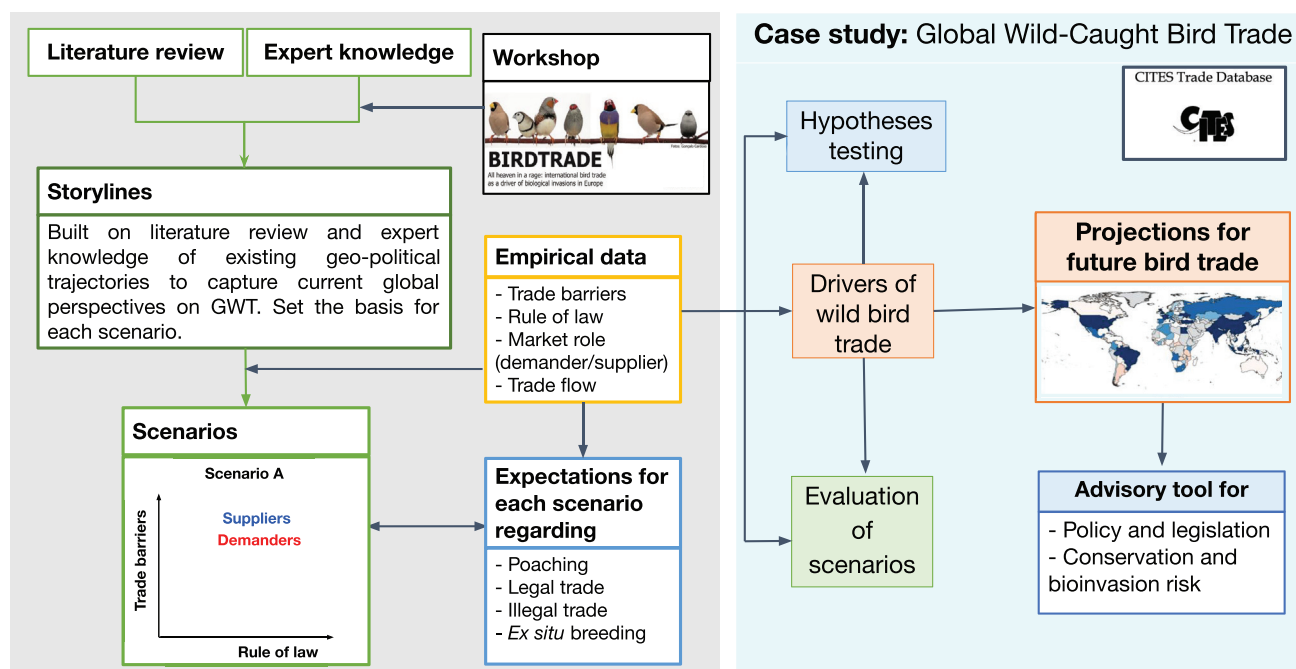 Literature review
Expert knowledge
Workshop
BIRDTRADE
All heaven in a rage: international bird trade
as a driver of biological invasions in Europe
Storylines
Built on literature review and expert
knowledge of existing geo-political
trajectories to capture current global
perspectives on GWT. Set the basis for
each scenario.
Empirical data
- Trade barriers
- Rule of law
- Market role
(demander/supplier)
- Trade flow
Scenarios
Scenario A
Suppliers
Demanders
Trade barriers
Rule of law
Expectations for
each scenario
regarding
- Poaching
- Legal trade
- Illegal trade
- Ex situ breeding
Case study: Global Wild-Caught Bird Trade
CITES Trade Database
CITES
Hypotheses
testing
Drivers of
wild bird
trade
Evaluation
of
scenarios
Projections for
future bird trade
Advisory tool for
- Policy and legislation
- Conservation and
bioinvasion risk